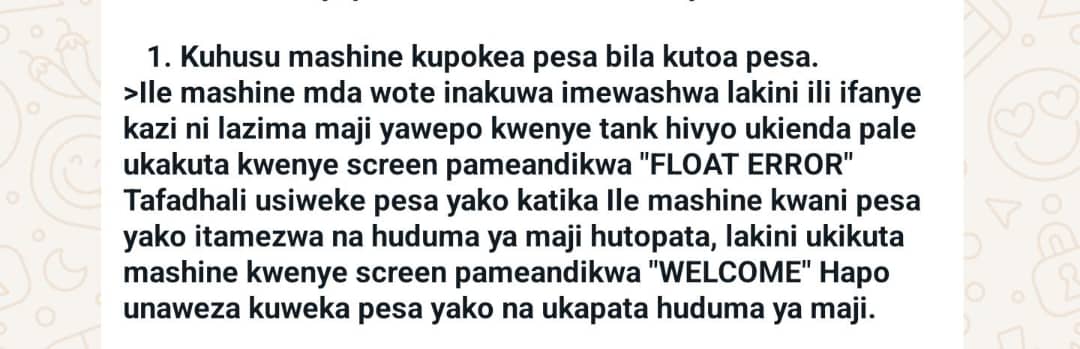 1. Kuhusu mashine kupokea pesa bila kutoa pesa.
>Ile mashine mda wote inakuwa imewashwa lakini ili ifanye
kazi ni lazima maji yawepo kwenye tank hivyo ukienda pale
ukakuta kwenye screen pameandikwa "FLOAT ERROR"
Tafadhali usiweke pesa yako katika Ile mashine kwani pesa
yako itamezwa na huduma ya maji hutopata, lakini ukikuta
mashine kwenye screen pameandikwa "WELCOME" Hapo
unaweza kuweka pesa yako na ukapata huduma ya maji.